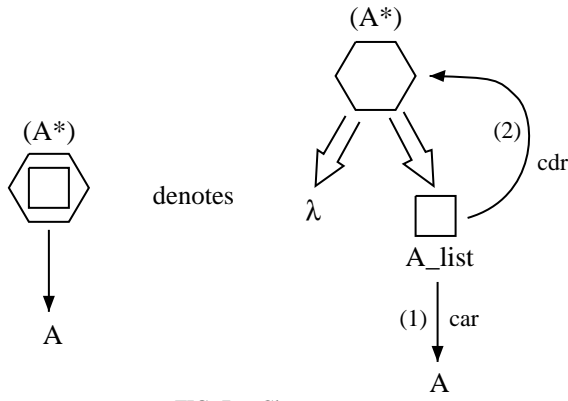 (A*)
(A*)
(2)
cdr
denotes
λ
A_list
(1) car
A
A